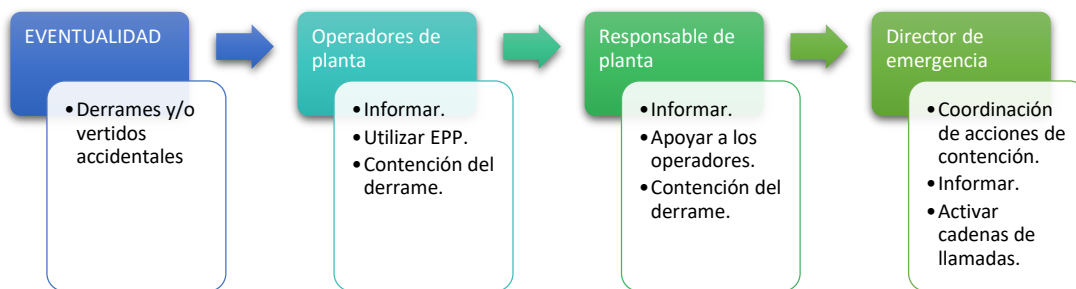 EVENTUALIDAD
• Derrames y/o
vertidos
accidentales
Operadores de
planta
• Informar.
• Utilizar EPP.
• Contención del
derrame.
Responsable de
planta
• Informar.
• Apoyar a los
operadores.
• Contención del
derrame.
Director de
emergencia
• Coordinación
de acciones de
contención.
• Informar.
• Activar
cadenas de
llamadas.